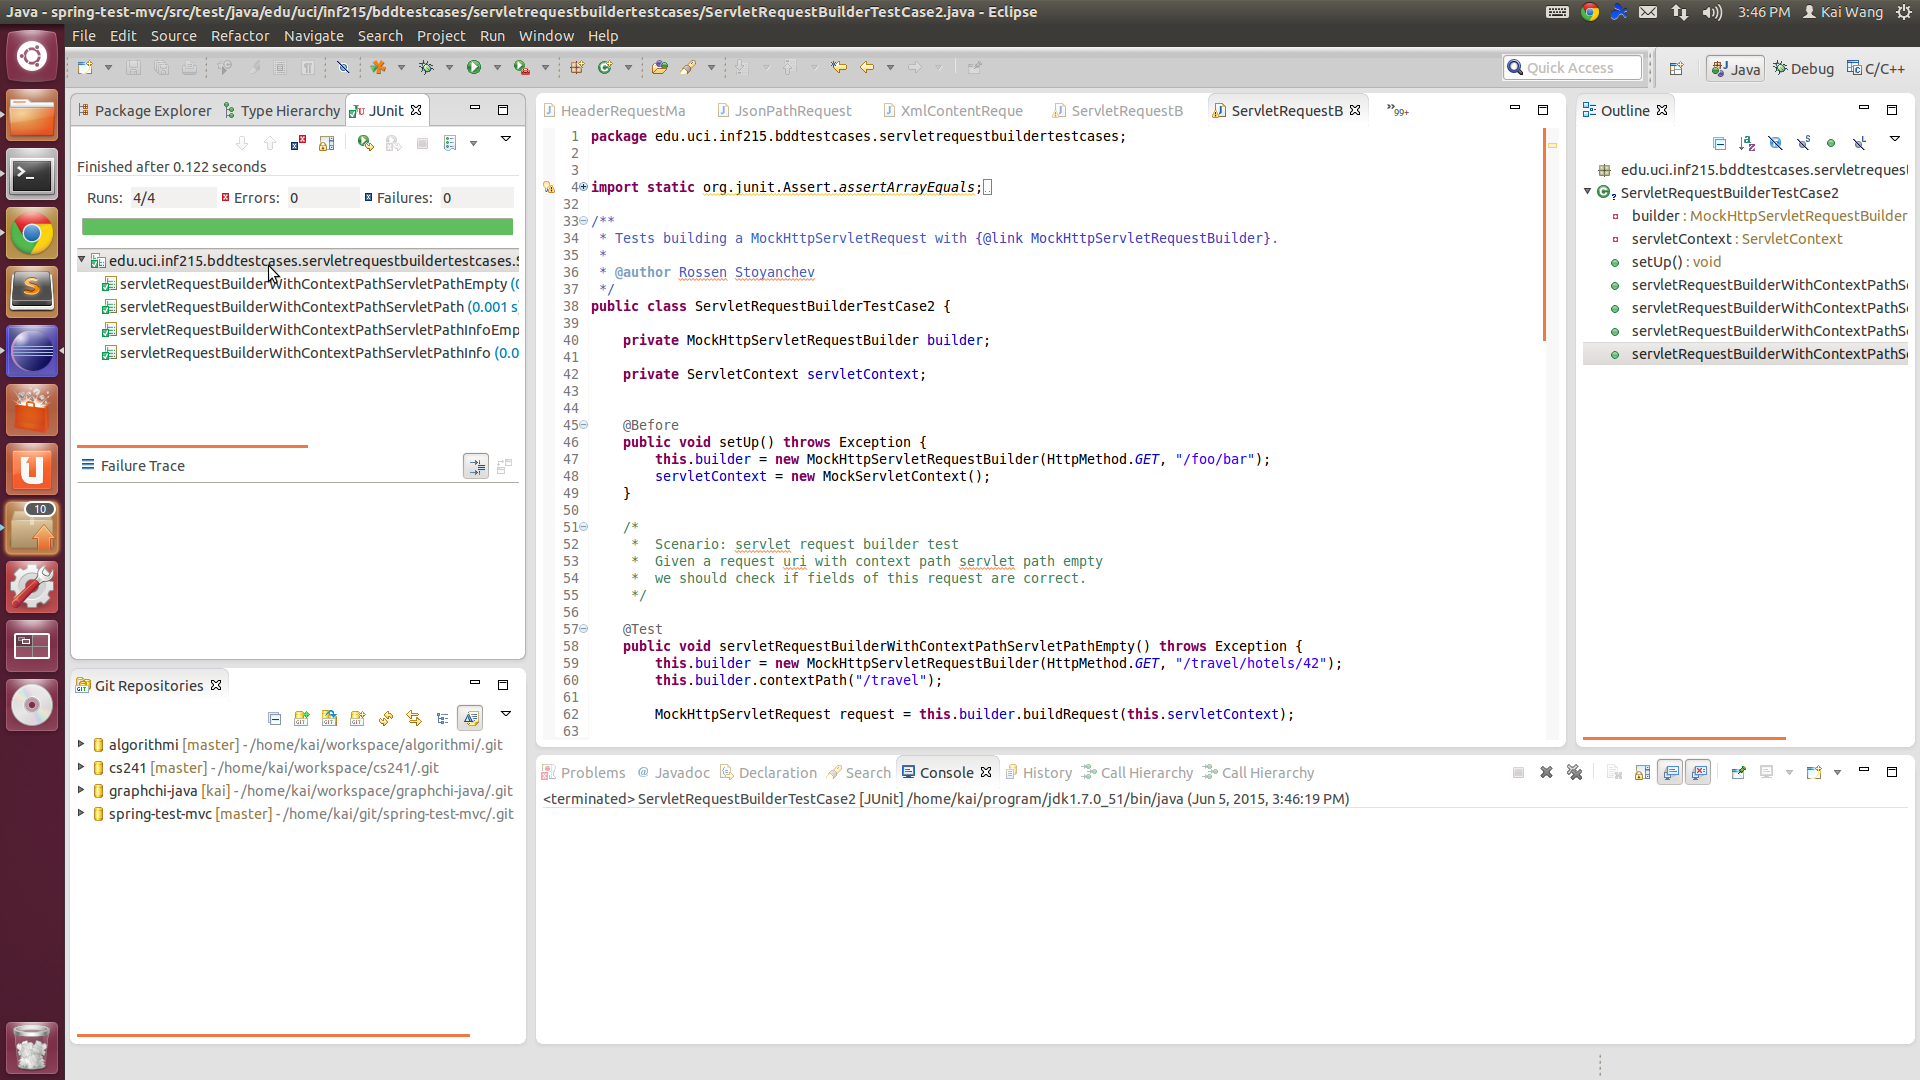 Java - spring-test-mvc/src/test/java/edu/uci/inf215/bddtestcases/servletrequestbuildertestcases/ServletRequestBuilderTestCase2.java - Eclipse
3:46 PM Kai Wang
File Edit Source Refactor Navigate Search Project Run Window Help
Quick Access
Java Debug C/C++
Package Explorer Type Hierarchy JUnit
Finished after 0.122 seconds
Runs: 4/4 Errors: 0 Failures: 0
edu.uci.inf215.bddtestcases.servletrequestbuildertestcases.S
servletRequestBuilderWithContextPathServletPathEmpty (0
servletRequestBuilderWithContextPathServletPath (0.001 s
servletRequestBuilderWithContextPathServletPathInfoEmp
servletRequestBuilderWithContextPathServletPathInfo (0.0
Failure Trace
10
Git Repositories
algorithmi [master] - /home/kai/workspace/algorithmi/.git
cs241 [master] - /home/kai/workspace/cs241/.git
graphchi-java [kai] - /home/kai/workspace/graphchi-java/.git
spring-test-mvc [master] - /home/kai/git/spring-test-mvc/.git
HeaderRequestMa JsonPathRequest XmlContentReque ServletRequestB ServletRequestB »99+
1 package edu.uci.inf215.bddtestcases.servletrequestbuildertestcases;
2
3
4 import static org.junit.Assert.assertArrayEquals;
32
33 /**
34 * Tests building a MockHttpServletRequest with {@link MockHttpServletRequestBuilder}.
35 *
36 * @author Rossen Stoyanchev
37 */
38 public class ServletRequestBuilderTestCase2 {
39
40 private MockHttpServletRequestBuilder builder;
41
42 private ServletContext servletContext;
43
44
45 @Before
46 public void setUp() throws Exception {
47 this.builder = new MockHttpServletRequestBuilder(HttpMethod.GET, "/foo/bar");
48 servletContext = new MockServletContext();
49 }
50
51 /*
52 * Scenario: servlet request builder test
53 * Given a request uri with context path servlet path empty
54 * we should check if fields of this request are correct.
55 */
56
57 @Test
58 public void servletRequestBuilderWithContextPathServletPathEmpty() throws Exception {
59 this.builder = new MockHttpServletRequestBuilder(HttpMethod.GET, "/travel/hotels/42");
60 this.builder.contextPath("/travel");
61
62 MockHttpServletRequest request = this.builder.buildRequest(this.servletContext);
63
Outline
edu.uci.inf215.bddtestcases.servletrequest
ServletRequestBuilderTestCase2
builder : MockHttpServletRequestBuilder
servletContext : ServletContext
setUp() : void
servletRequestBuilderWithContextPathS
servletRequestBuilderWithContextPathS
servletRequestBuilderWithContextPathS
servletRequestBuilderWithContextPathS
Problems @ Javadoc Declaration Search Console History Call Hierarchy Call Hierarchy
<terminated> ServletRequestBuilderTestCase2 [JUnit] /home/kai/program/jdk1.7.0_51/bin/java (Jun 5, 2015, 3:46:19 PM)